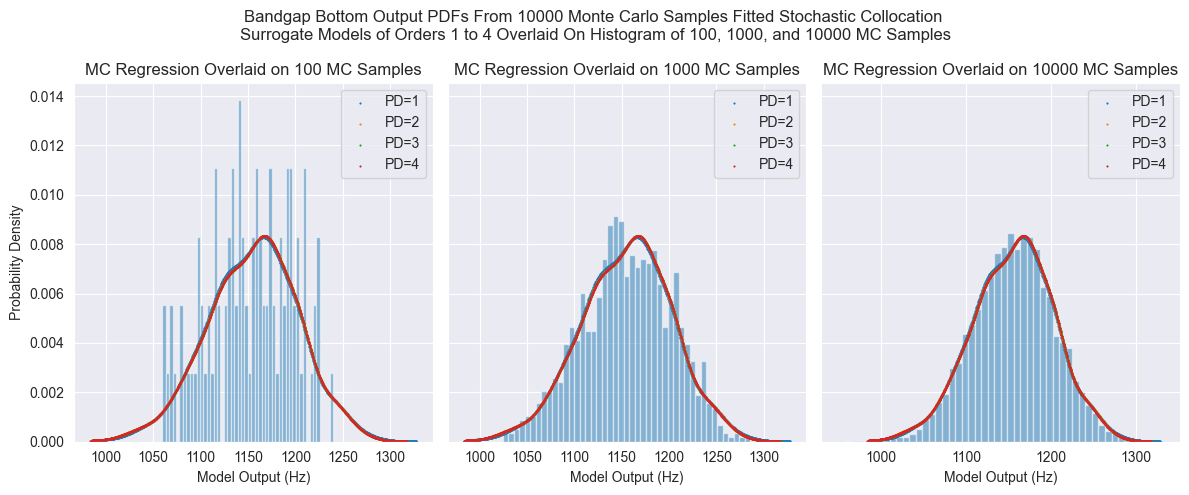 Bandgap Bottom Output PDFs From 10000 Monte Carlo Samples Fitted Stochastic Collocation
Surrogate Models of Orders 1 to 4 Overlaid On Histogram of 100, 1000, and 10000 MC Samples
MC Regression Overlaid on 100 MC Samples
MC Regression Overlaid on 1000 MC Samples
MC Regression Overlaid on 10000 MC Samples
Probability Density
0.014
0.012
0.010
0.008
0.006
0.004
0.002
0.000
PD=1
PD=2
PD=3
PD=4
1000 1050 1100 1150 1200 1250 1300
Model Output (Hz)
PD=1
PD=2
PD=3
PD=4
1000 1050 1100 1150 1200 1250 1300
Model Output (Hz)
PD=1
PD=2
PD=3
PD=4
1000 1100 1200 1300
Model Output (Hz)